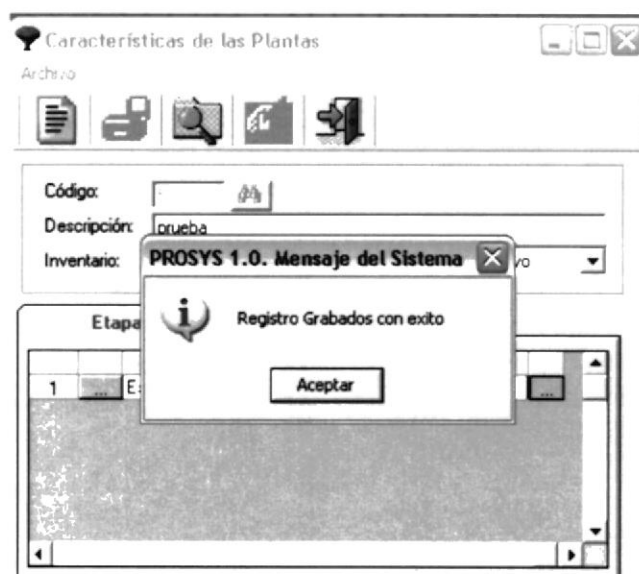 Características de las Plantas
Archivo
Código:
Descripción: prueba
Inventario: vo
PROSYS 1.0. Mensaje del Sistema
Registro Grabados con exito
Aceptar
Etapa
1 ... E ...